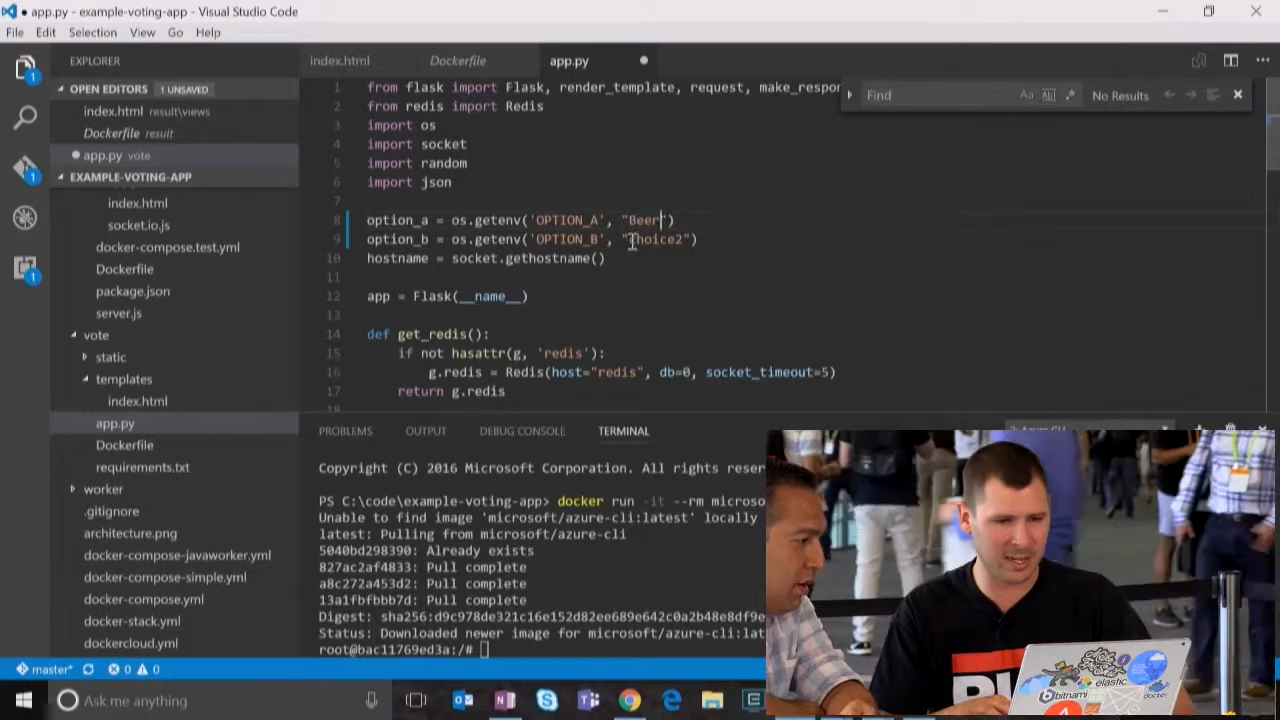 app.py - example-voting-app - Visual Studio Code
File Edit Selection View Go Help
EXPLORER
index.html
Dockerfile
app.py
OPEN EDITORS 1 UNSAVED
index.html result\views
Dockerfile result
app.py vote
EXAMPLE-VOTING-APP
index.html
socket.io.js
docker-compose.test.yml
Dockerfile
package.json
server.js
vote
static
templates
index.html
app.py
Dockerfile
requirements.txt
worker
.gitignore
architecture.png
docker-compose-javaworker.yml
docker-compose-simple.yml
docker-compose.yml
docker-stack.yml
dockercloud.yml
Find Aa Abl .* No Results
1 from flask import Flask, render_template, request, make_respon
2 from redis import Redis
3 import os
4 import socket
5 import random
6 import json
7
8 option_a = os.getenv('OPTION_A', "Beer")
9 option_b = os.getenv('OPTION_B', "Choice2")
10 hostname = socket.gethostname()
11
12 app = Flask(__name__)
13
14 def get_redis():
15 if not hasattr(g, 'redis'):
16 g.redis = Redis(host="redis", db=0, socket_timeout=5)
17 return g.redis
18
PROBLEMS OUTPUT DEBUG CONSOLE TERMINAL
Copyright (C) 2016 Microsoft Corporation. All rights reser
PS C:\code\example-voting-app> docker run -it --rm microso
Unable to find image 'microsoft/azure-cli:latest' locally
latest: Pulling from microsoft/azure-cli
5040bd298390: Already exists
827ac2af4833: Pull complete
a8c272a453d2: Pull complete
13a1fbfbbb7d: Pull complete
Digest: sha256:d9c978de321c16e152d82ee689e642c0a2b48e8df9e
Status: Downloaded newer image for microsoft/azure-cli:lat
root@bac11769ed3a:/#
master* 0 0
Ask me anything
elastic
bitnami
docker